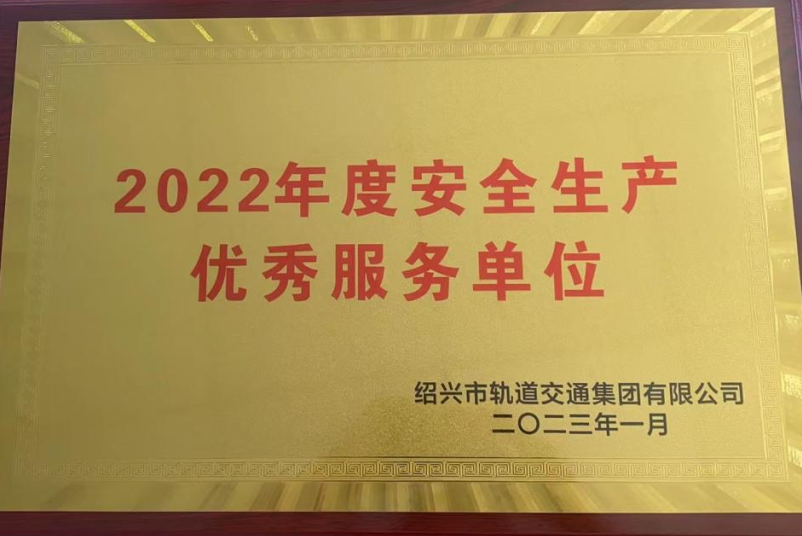 2022年度安全生产
优秀服务单位
绍兴市轨道交通集团有限公司
二〇二三年一月